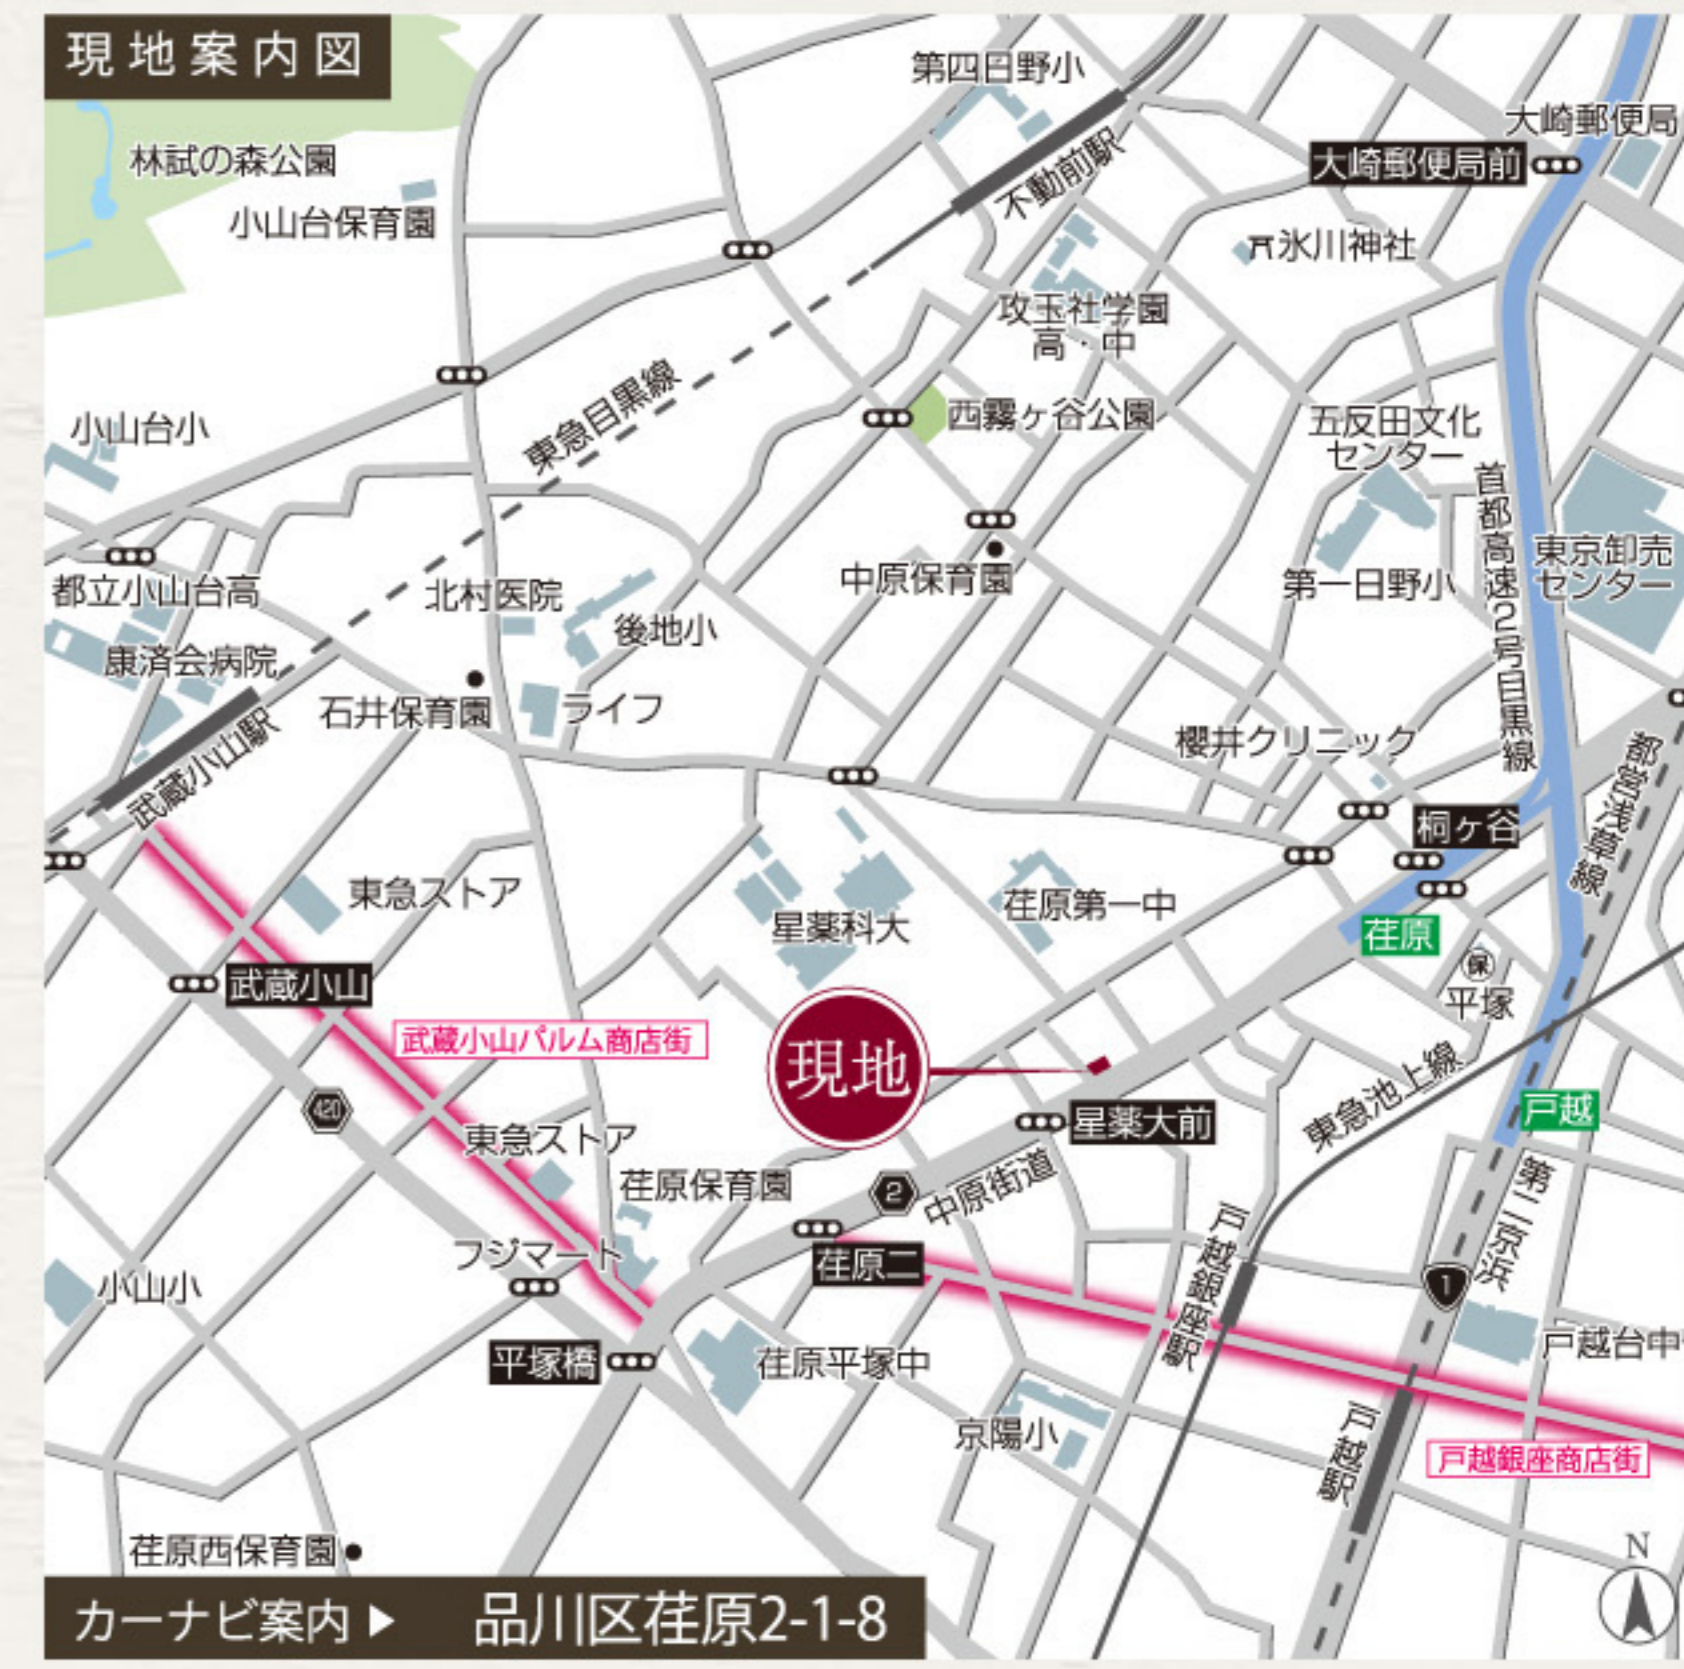 現地案内図
第四日野小
大崎郵便局
大崎郵便局前
林試の森公園
不動前駅
小山台保育園
氷川神社
攻玉社学園
高・中
東急目黒線
小山台小
西霧ヶ谷公園
五反田文化
センター
首都高速2号目黒線
東京卸売
センター
都立小山台高
北村医院
中原保育園
第一日野小
後地小
康済会病院
石井保育園
ライフ
武蔵小山駅
櫻井クリニック
都営浅草線
桐ヶ谷
東急ストア
星薬科大
荏原第一中
荏原
保
平塚
武蔵小山
武蔵小山パルム商店街
現地
420
東急池上線
戸越
星薬大前
東急ストア
荏原保育園
2
中原街道
第二京浜
フジマート
荏原二
戸越銀座駅
1
小山小
平塚橋
荏原平塚中
戸越台中
京陽小
戸越駅
戸越銀座商店街
荏原西保育園
N
カーナビ案内▶ 品川区荏原2-1-8